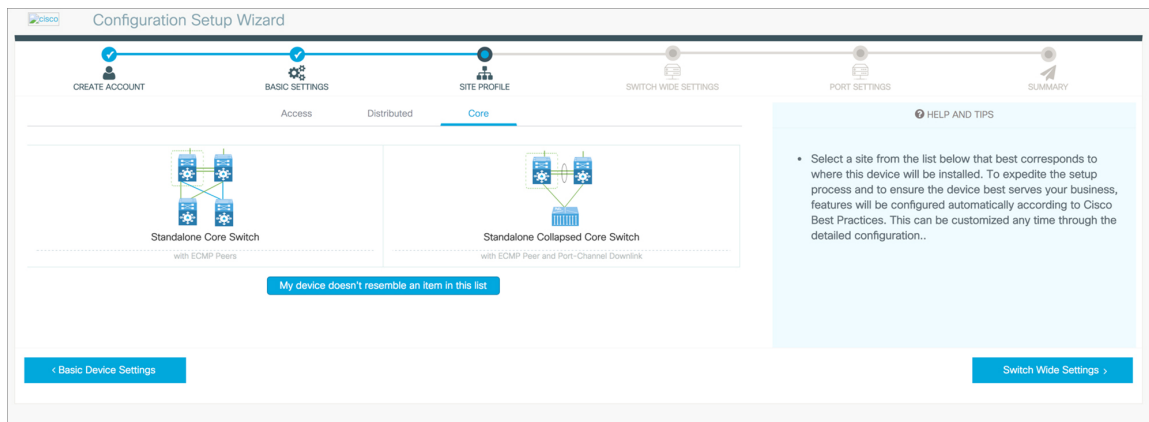 cisco
Configuration Setup Wizard
CREATE ACCOUNT
BASIC SETTINGS
SITE PROFILE
SWITCH WIDE SETTINGS
PORT SETTINGS
SUMMARY
Access
Distributed
Core
HELP AND TIPS
Standalone Core Switch
with ECMP Peers
Standalone Collapsed Core Switch
with ECMP Peer and Port-Channel Downlink
My device doesn't resemble an item in this list
• Select a site from the list below that best corresponds to
where this device will be installed. To expedite the setup
process and to ensure the device best serves your business,
features will be configured automatically according to Cisco
Best Practices. This can be customized any time through the
detailed configuration..
< Basic Device Settings
Switch Wide Settings >